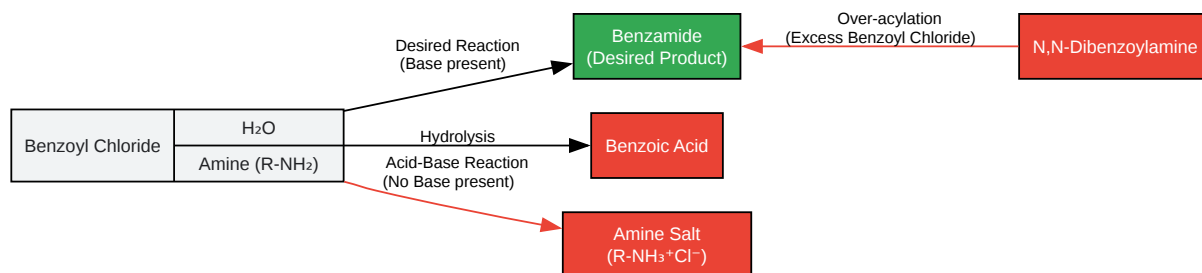 Over-acylation
(Excess Benzoyl Chloride)
Benzamide
(Desired Product)
N,N-Dibenzoylamine
Desired Reaction
(Base present)
Benzoyl Chloride
H₂O
Amine (R-NH₂)
Hydrolysis
Benzoic Acid
Acid-Base Reaction
(No Base present)
Amine Salt
(R-NH₃⁺Cl⁻)